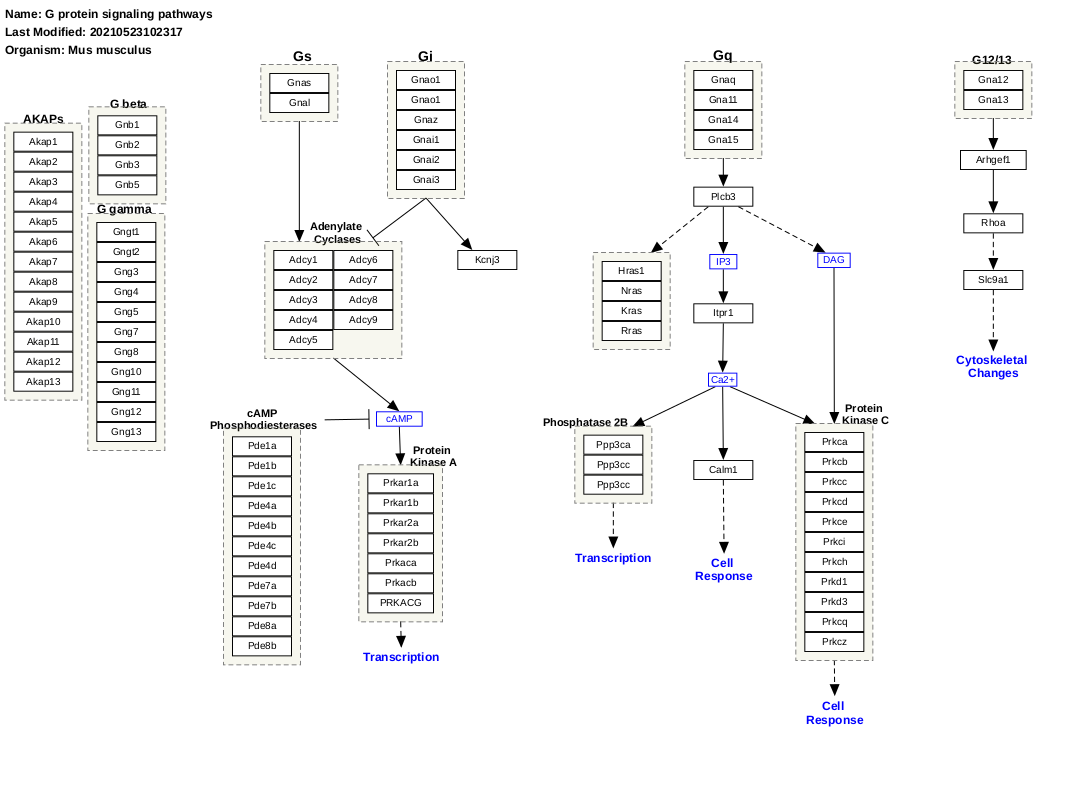 Name: G protein signaling pathways
Last Modified: 20210523102317
Organism: Mus musculus
AKAPs
Akap1
Akap2
Akap3
Akap4
Akap5
Akap6
Akap7
Akap8
Akap9
Akap10
Akap11
Akap12
Akap13
G beta
Gnb1
Gnb2
Gnb3
Gnb5
G gamma
Gngt1
Gngt2
Gng3
Gng4
Gng5
Gng7
Gng8
Gng10
Gng11
Gng12
Gng13
Gs
Gnas
Gnal
Gi
Gnao1
Gnao1
Gnaz
Gnai1
Gnai2
Gnai3
Adenylate
Cyclases
Adcy1
Adcy2
Adcy3
Adcy4
Adcy5
Adcy6
Adcy7
Adcy8
Adcy9
Kcnj3
cAMP
cAMP
Phosphodiesterases
Pde1a
Pde1b
Pde1c
Pde4a
Pde4b
Pde4c
Pde4d
Pde7a
Pde7b
Pde8a
Pde8b
Protein
Kinase A
Prkar1a
Prkar1b
Prkar2a
Prkar2b
Prkaca
Prkacb
PRKACG
Transcription
Gq
Gnaq
Gna11
Gna14
Gna15
Plcb3
Hras1
Nras
Kras
Rras
IP3
DAG
Itpr1
Ca2+
Phosphatase 2B
Ppp3ca
Ppp3cc
Ppp3cc
Transcription
Calm1
Cell
Response
Protein
Kinase C
Prkca
Prkcb
Prkcc
Prkcd
Prkce
Prkci
Prkch
Prkd1
Prkd3
Prkcq
Prkcz
Cell
Response
G12/13
Gna12
Gna13
Arhgef1
Rhoa
Slc9a1
Cytoskeletal
Changes